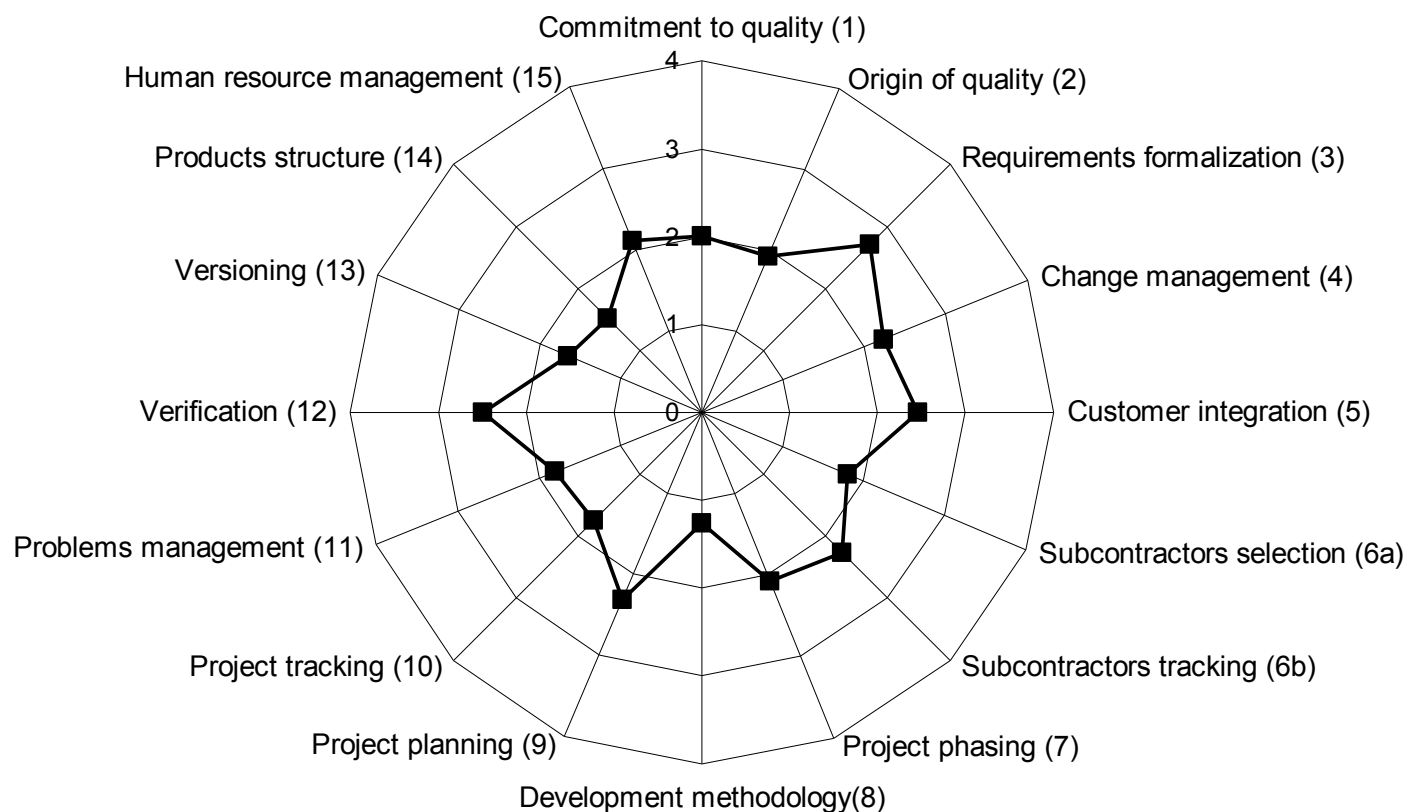 Commitment to quality (1)
4
Human resource management (15)
Origin of quality (2)
3
Products structure (14)
Requirements formalization (3)
2
Versioning (13)
Change management (4)
1
Verification (12)
0
Customer integration (5)
Problems management (11)
Subcontractors selection (6a)
Project tracking (10)
Subcontractors tracking (6b)
Project planning (9)
Project phasing (7)
Development methodology(8)